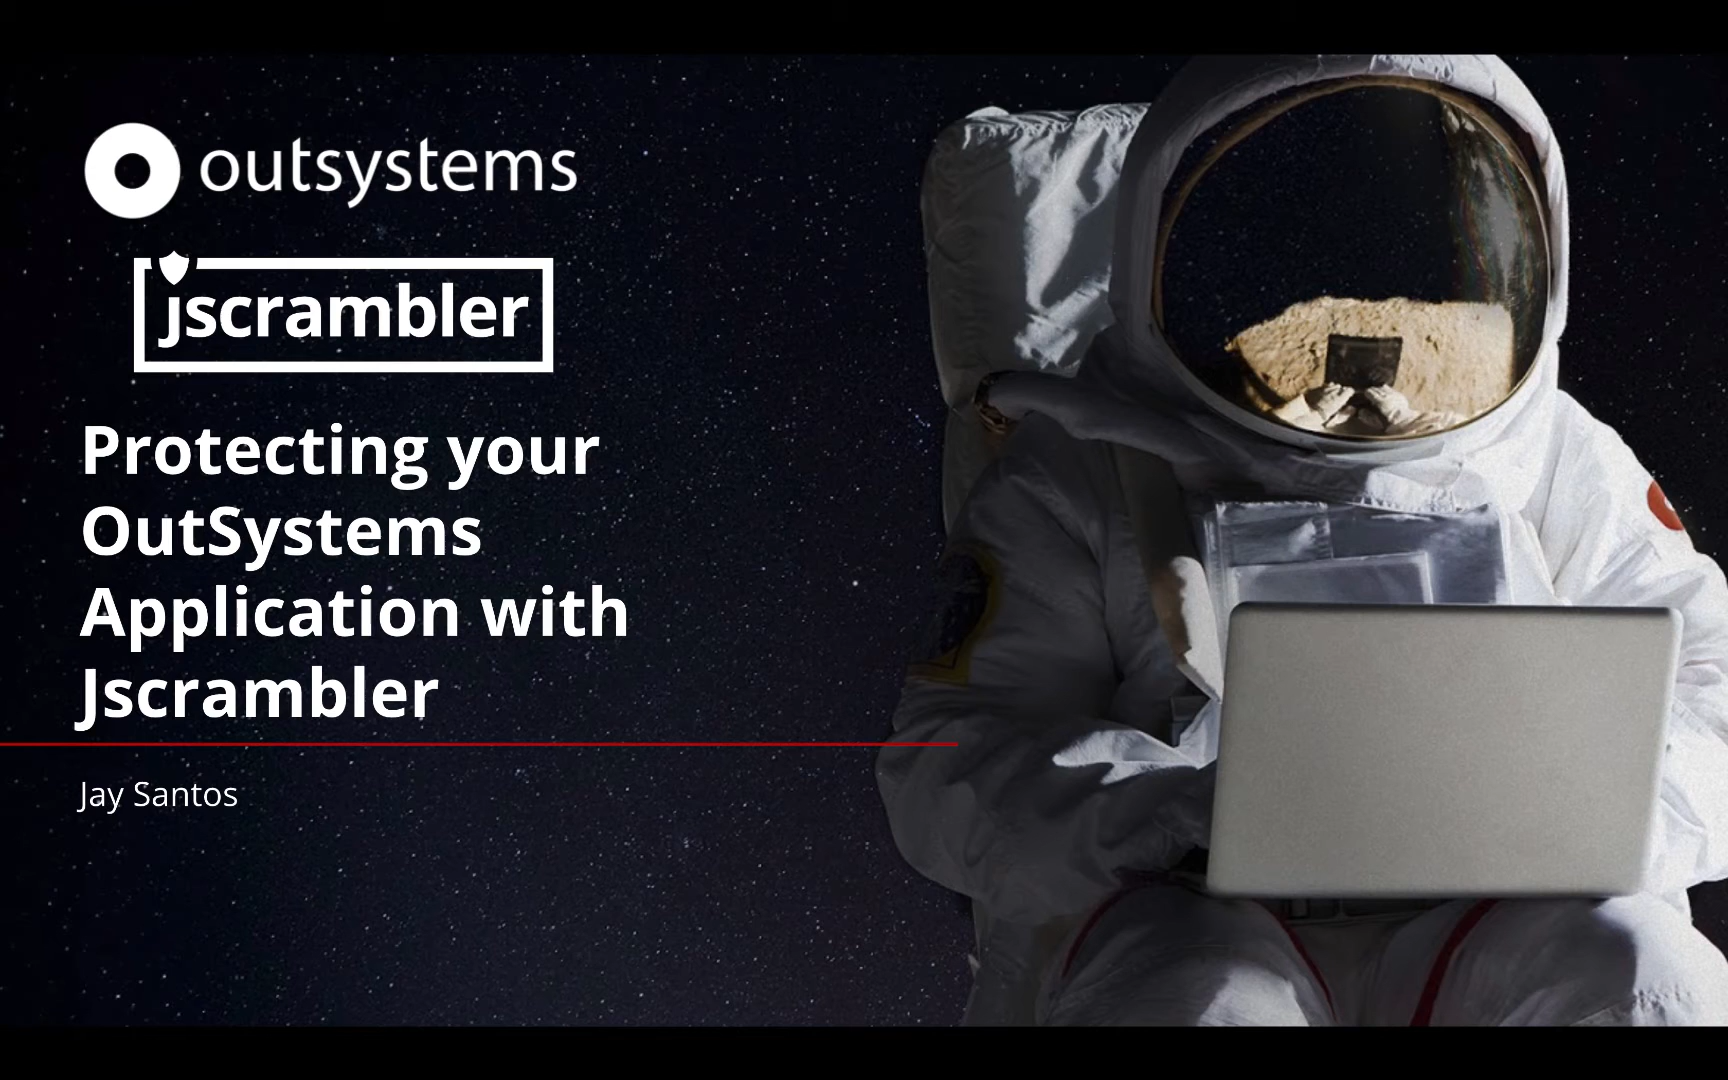 outsystems
jscrambler
Protecting your
OutSystems
Application with
Jscrambler
Jay Santos